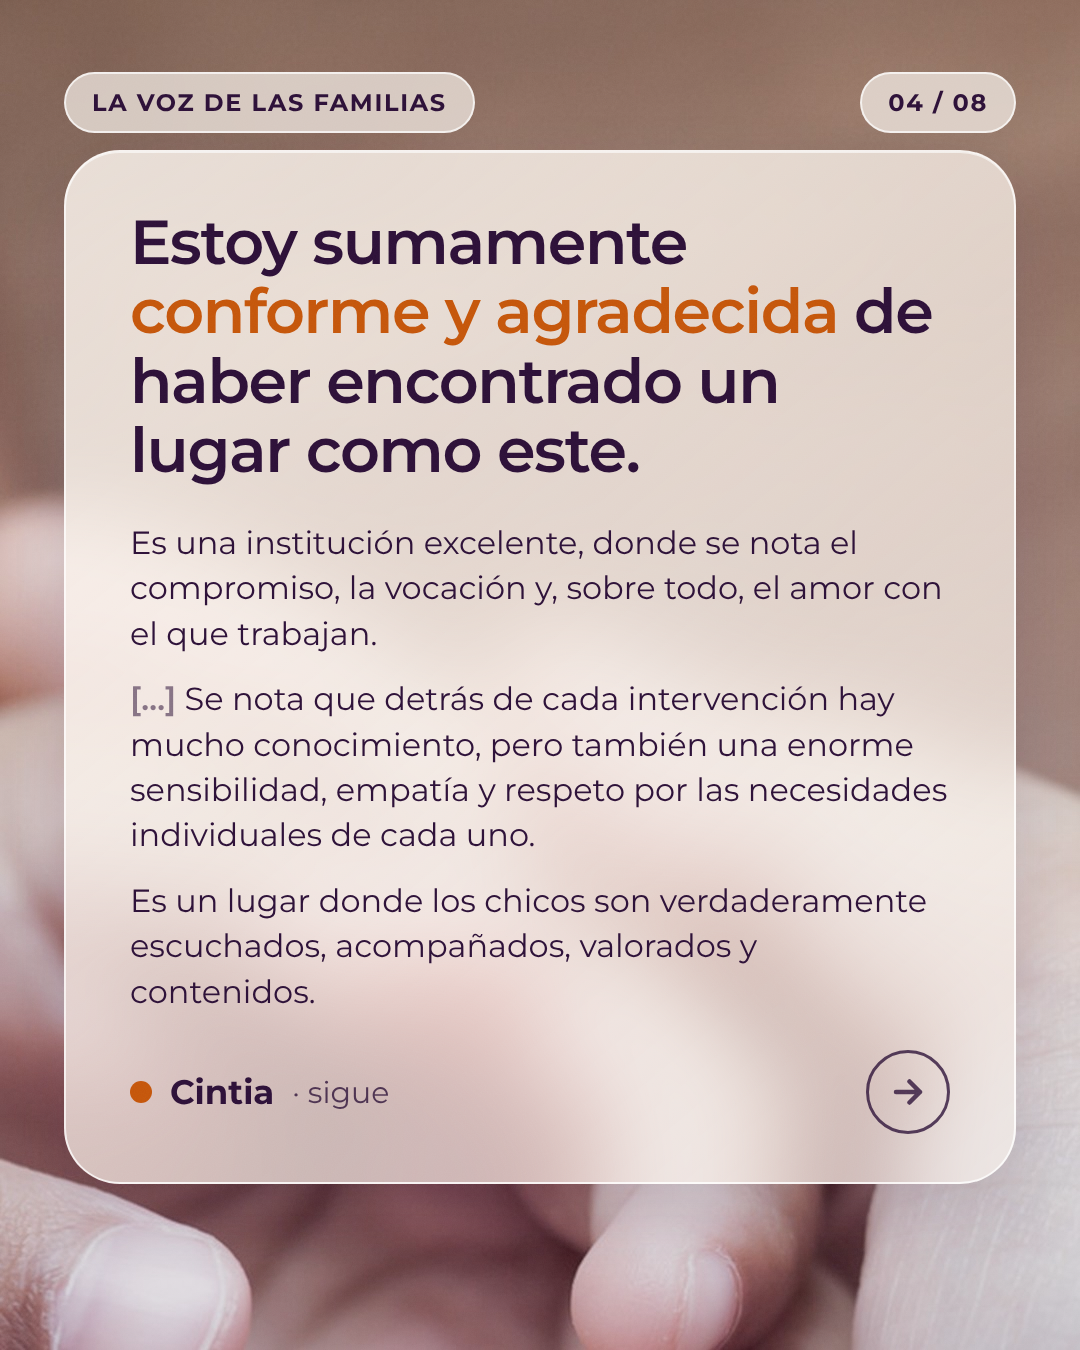 LA VOZ DE LAS FAMILIAS
04 / 08
Estoy sumamente
conforme y agradecida de
haber encontrado un
lugar como este.
Es una institución excelente, donde se nota el
compromiso, la vocación y, sobre todo, el amor con
el que trabajan.
[...] Se nota que detrás de cada intervención hay
mucho conocimiento, pero también una enorme
sensibilidad, empatía y respeto por las necesidades
individuales de cada uno.
Es un lugar donde los chicos son verdaderamente
escuchados, acompañados, valorados y
contenidos.
Cintia · sigue